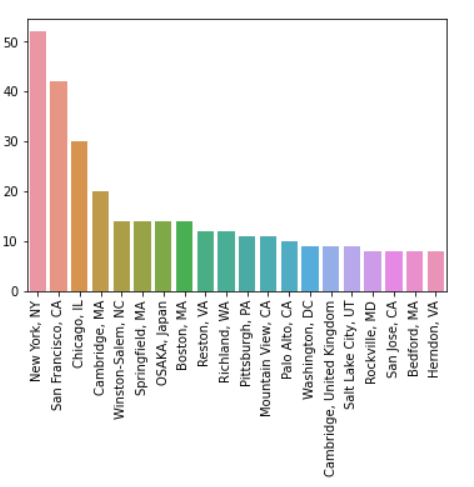 50
40
30
20
10
0
New York, NY
San Francisco, CA
Chicago, IL
Cambridge, MA
Winston-Salem, NC
Springfield, MA
OSAKA, Japan
Boston, MA
Reston, VA
Richland, WA
Pittsburgh, PA
Mountain View, CA
Palo Alto, CA
Washington, DC
Cambridge, United Kingdom
Salt Lake City, UT
Rockville, MD
San Jose, CA
Bedford, MA
Herndon, VA